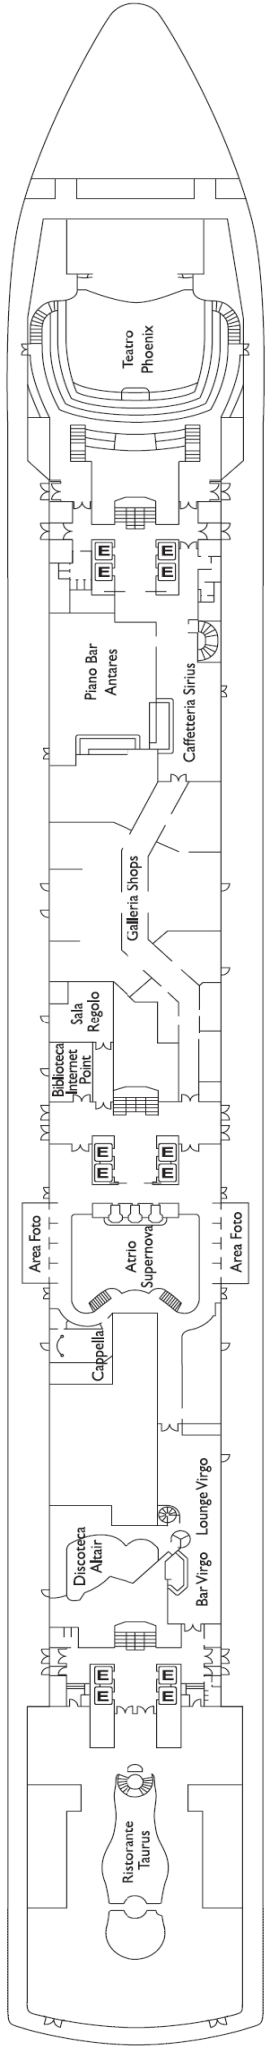 Teatro
Phoenix
E
E
E
E
Piano Bar
Antares
Caffetteria Sirius
Galleria Shops
Sala
Regolo
Biblioteca
Internet
Point
E
E
E
E
Area Foto
Atrio
Supernova
Area Foto
Cappella
Discoteca
Altair
Lounge Virgo
Bar Virgo
E
E
E
E
Ristorante
Taurus